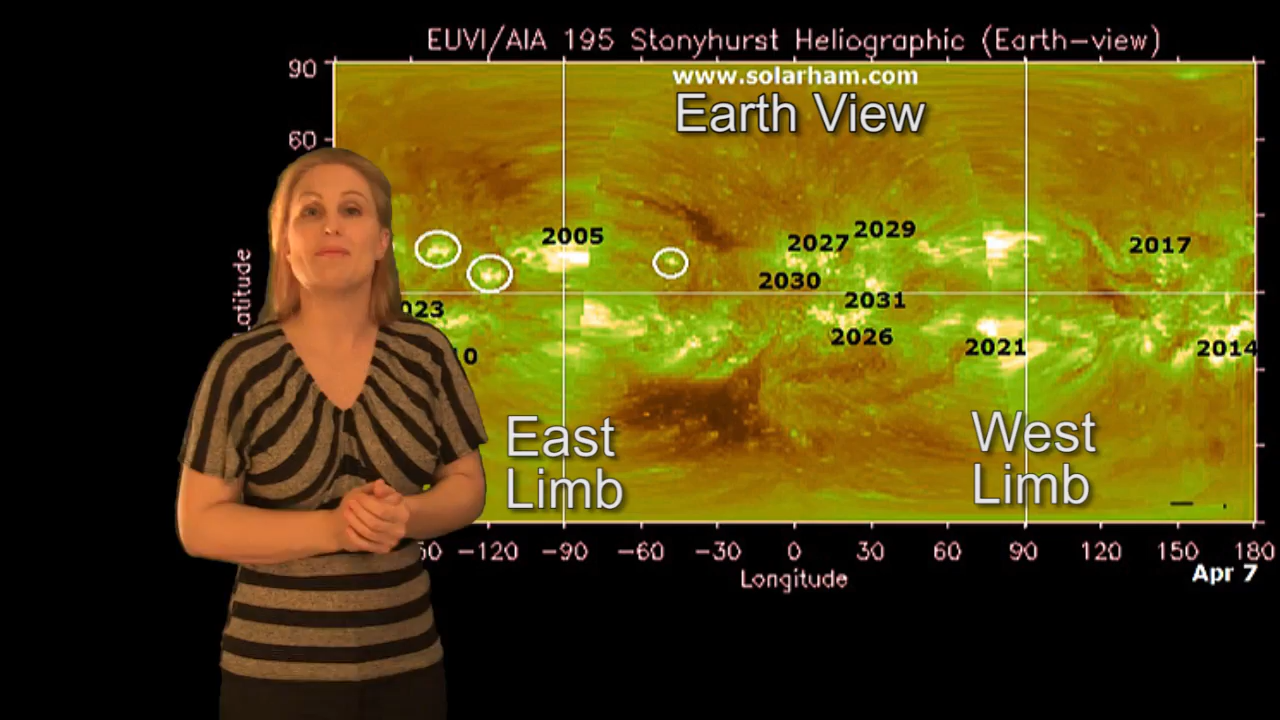 EUVI/AIA 195 Stonyhurst Heliographic (Earth-view)
90
www.solarham.com
Earth View
60
2005
2027
2029
2017
2030
2031
2026
2021
2014
East
Limb
West
Limb
-120 -90 -60 -30 0 30 60 90 120 150 180
Longitude
Apr 7